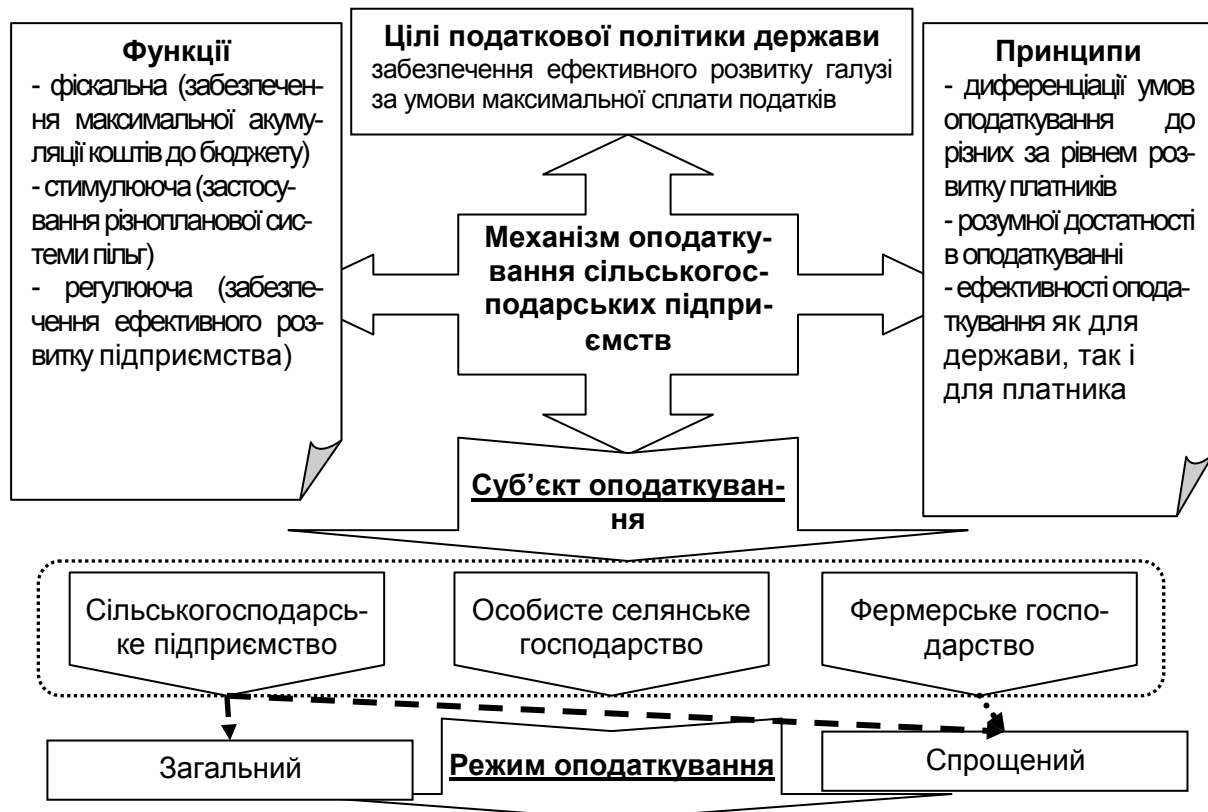 Функції
- фіскальна (забезпечен-
ня максимальної акуму-
ляції коштів до бюджету)
- стимулююча (застосу-
вання різнопланової сис-
теми пільг)
- регулююча (забезпе-
чення ефективного роз-
витку підприємства)
Цілі податкової політики держави
забезпечення ефективного розвитку галузі
за умови максимальної сплати податків
Принципи
- диференціації умов
оподаткування до
різних за рівнем роз-
витку платників
- розумної достатності
в оподаткуванні
- ефективності опода-
ткування як для
держави, так і
для платника
Механізм оподатку-
вання сільськогос-
подарських підпри-
ємств
Суб’єкт оподаткуван-
ня
Сільськогосподарсь-
ке підприємство
Особисте селянське
господарство
Фермерське госпо-
дарство
Загальний
Режим оподаткування
Спрощений